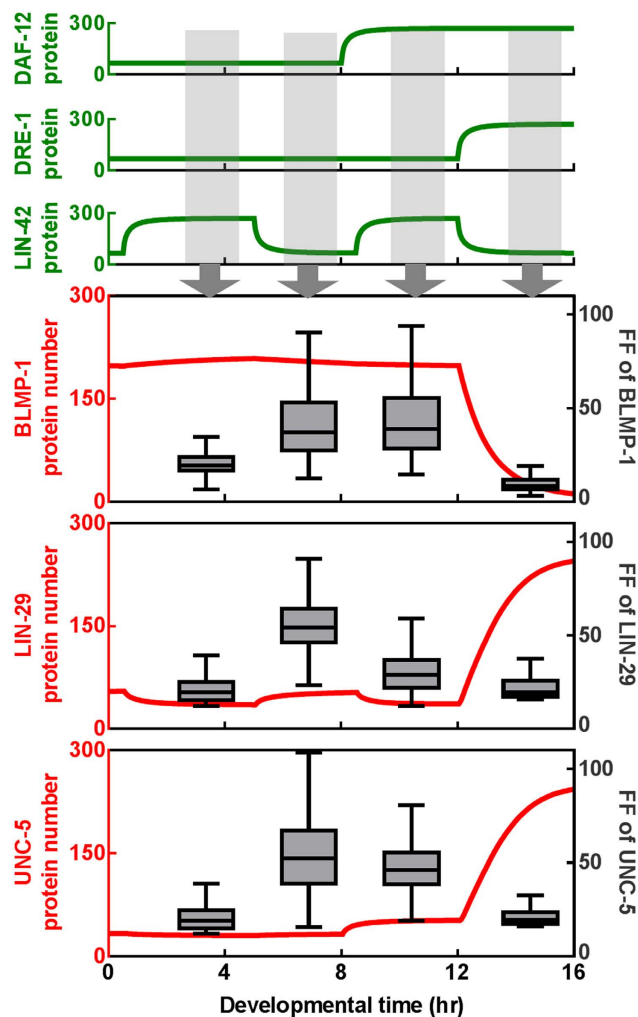 DAF-12
protein
300
0
DRE-1
protein
300
0
LIN-42
protein
300
0
BLMP-1
protein number
300
150
0
100
50
0
FF of BLMP-1
LIN-29
protein number
300
150
0
100
50
0
FF of LIN-29
UNC-5
protein number
300
150
0
100
50
0
FF of UNC-5
0 4 8 12 16
Developmental time (hr)